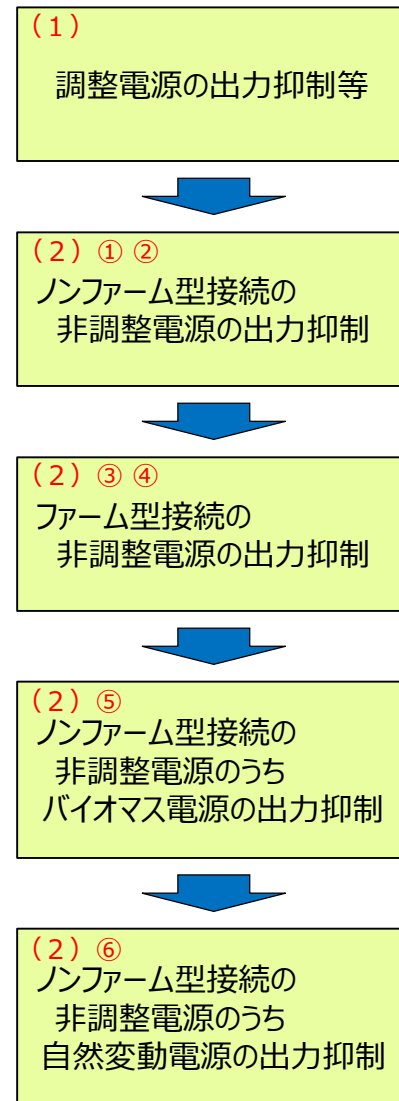 （１）
調整電源の出力抑制等
（２）① ②
ノンファーム型接続の
非調整電源の出力抑制
（２）③ ④
ファーム型接続の
非調整電源の出力抑制
（２）⑤
ノンファーム型接続の
非調整電源のうち
バイオマス電源の出力抑制
（２）⑥
ノンファーム型接続の
非調整電源のうち
自然変動電源の出力抑制